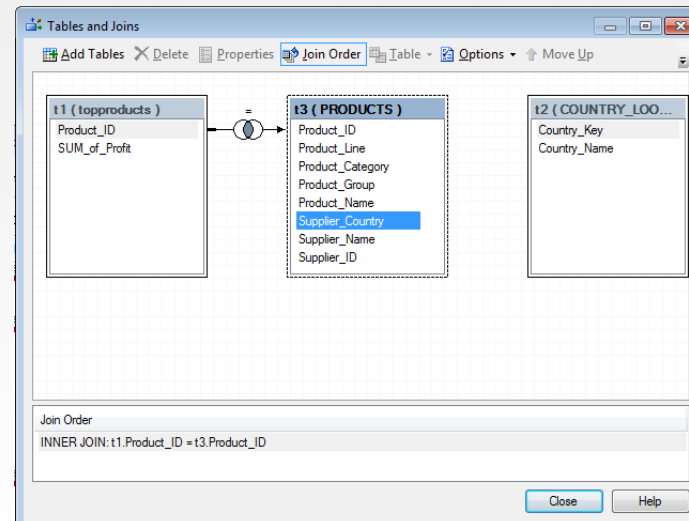 Tables and Joins
Add Tables Delete Properties Join Order Table Options Move Up
t1 ( topproducts )
Product_ID
SUM_of_Profit
=
t3 ( PRODUCTS )
Product_ID
Product_Line
Product_Category
Product_Group
Product_Name
Supplier_Country
Supplier_Name
Supplier_ID
t2 ( COUNTRY_LOO...
Country_Key
Country_Name
Join Order
INNER JOIN: t1.Product_ID = t3.Product_ID
Close Help